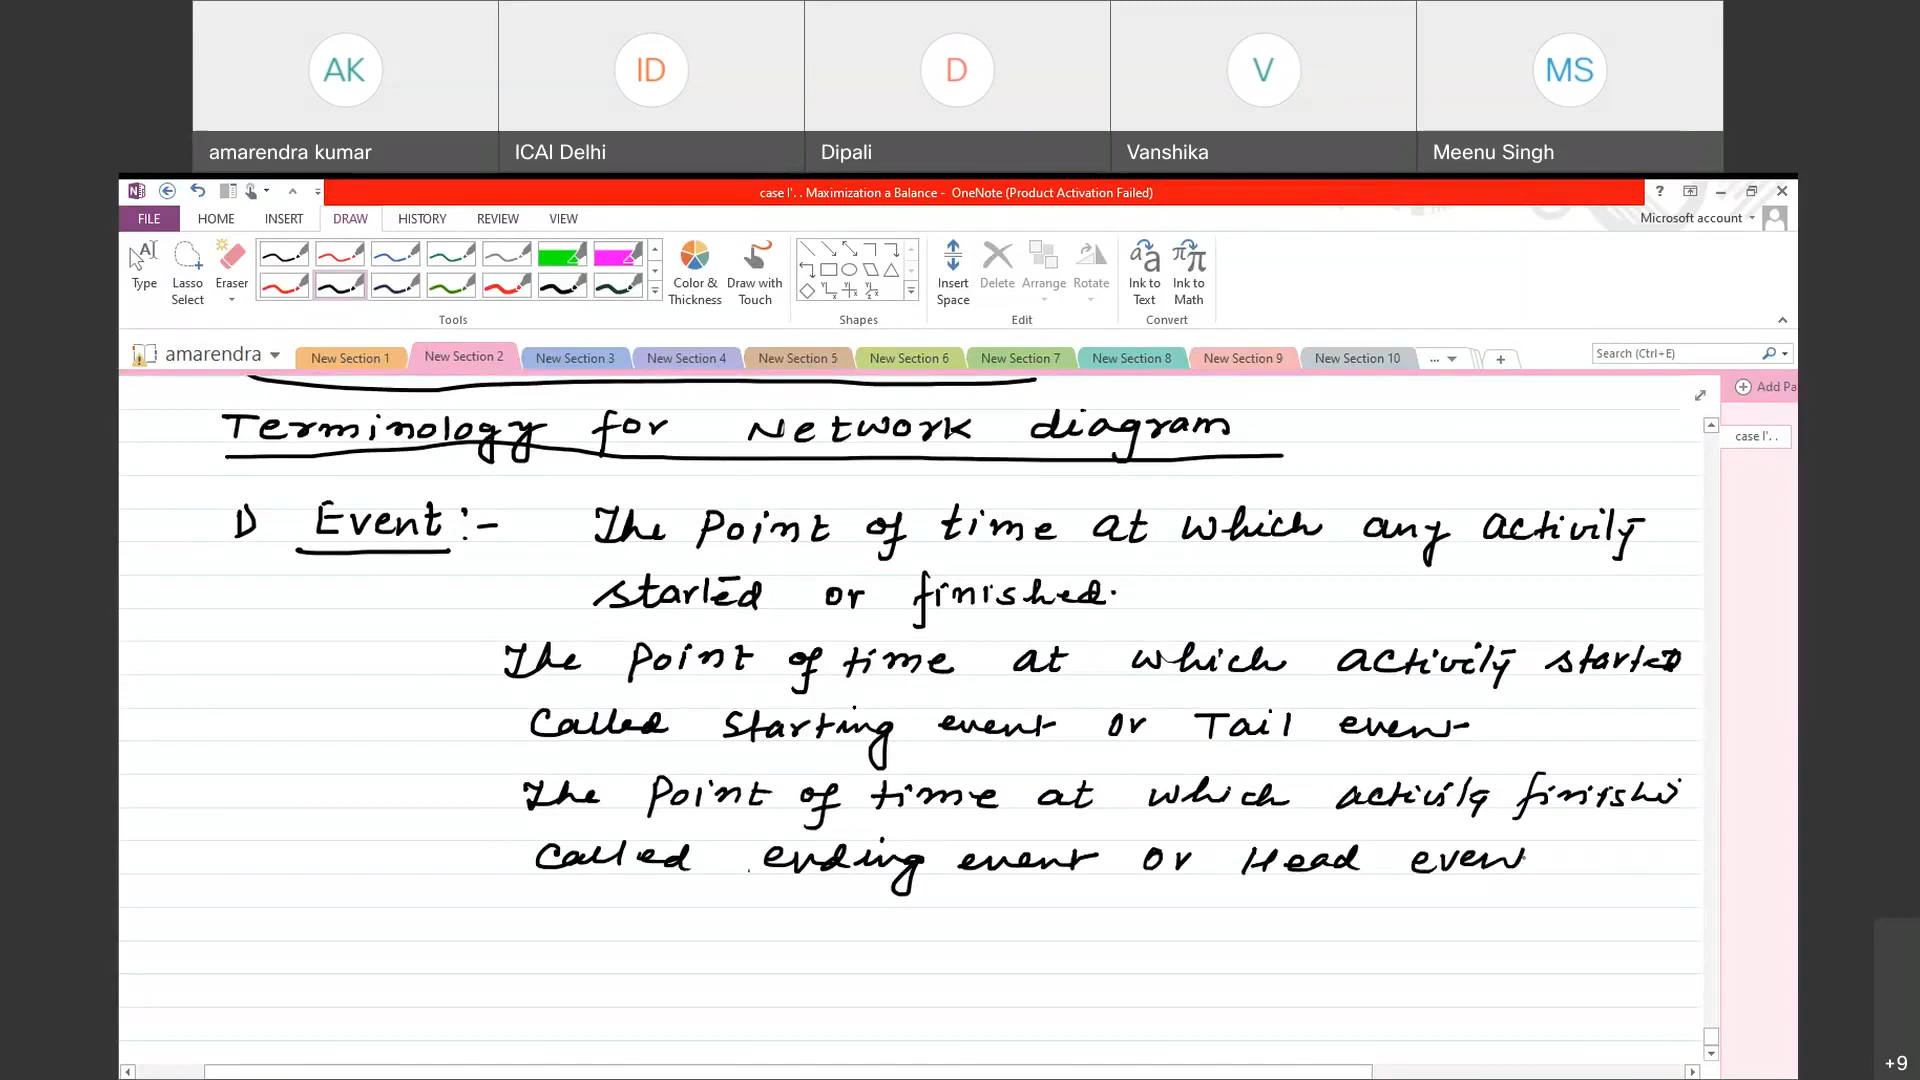 AK ID D V MS
amarendra kumar ICAI Delhi Dipali Vanshika Meenu Singh
case I'. . Maximization a Balance - OneNote (Product Activation Failed)
FILE HOME INSERT DRAW HISTORY REVIEW VIEW Microsoft account
Type Lasso Select Eraser Color & Thickness Draw with Touch Insert Space Delete Arrange Rotate Ink to Text Ink to Math
Tools Shapes Edit Convert
amarendra New Section 1 New Section 2 New Section 3 New Section 4 New Section 5 New Section 6 New Section 7 New Section 8 New Section 9 New Section 10 ... Search (Ctrl+E)
Add Pa
case I'. .
Terminology for Network diagram
1) Event :- The point of time at which any activity
started or finished.
The point of time at which activity started
called starting event or Tail event
The point of time at which activity finishi
called ending event or Head even
+9